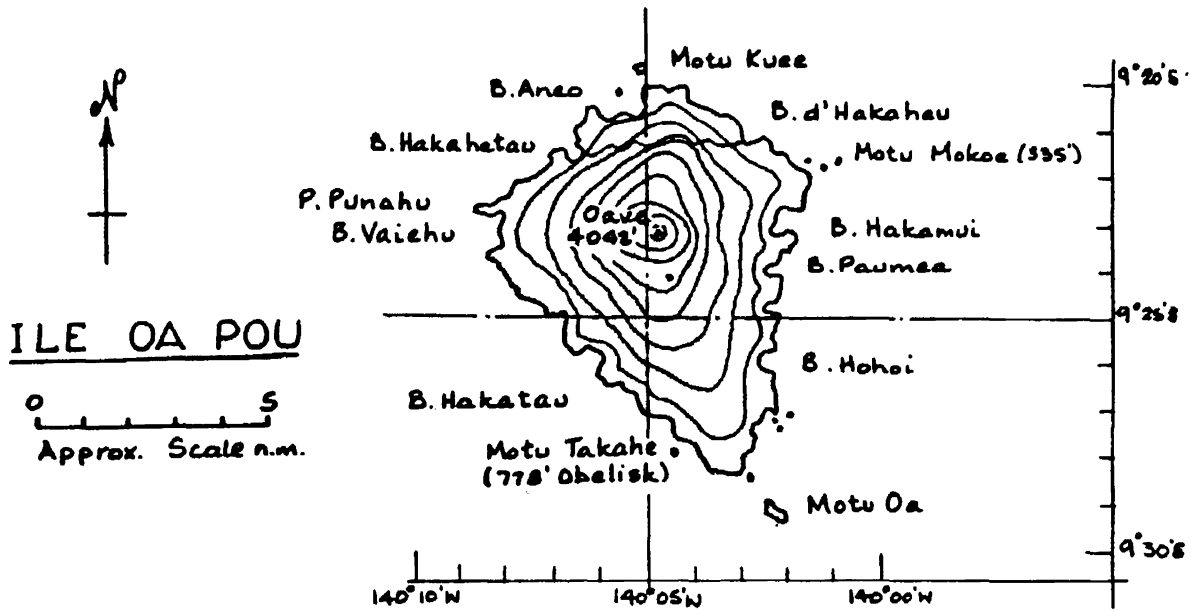 N
Motu Kuee
9°20'S
B. Aneo
B. d'Hakahau
B. Hakahetau
Motu Mokoe (335')
P. Punahu
B. Vaiehu
Oave
4042'
B. Hakamui
B. Paumea
9°25'S
ILE OA POU
B. Hohoi
0 5
B. Hakatau
Approx. Scale n.m.
Motu Takahe
(778' Obelisk)
Motu Oa
9°30'S
140°10'W 140°05'W 140°00'W